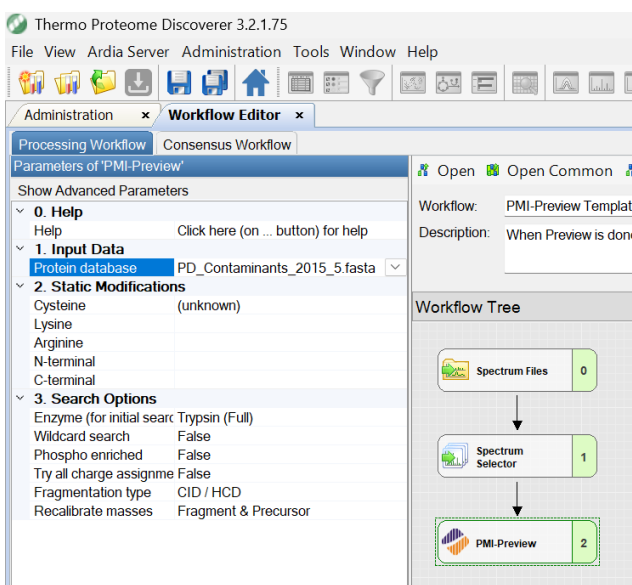 Thermo Proteome Discoverer 3.2.1.75
File View Ardia Server Administration Tools Window Help
Administration × Workflow Editor ×
Processing Workflow Consensus Workflow
Parameters of 'PMI-Preview'
Show Advanced Parameters
0. Help
Help Click here (on ... button) for help
1. Input Data
Protein database PD_Contaminants_2015_5.fasta
2. Static Modifications
Cysteine (unknown)
Lysine
Arginine
N-terminal
C-terminal
3. Search Options
Enzyme (for initial searc Trypsin (Full)
Wildcard search False
Phospho enriched False
Try all charge assignme False
Fragmentation type CID / HCD
Recalibrate masses Fragment & Precursor
Open Open Common
Workflow: PMI-Preview Templat
Description: When Preview is done
Workflow Tree
Spectrum Files 0
Spectrum
Selector 1
PMI-Preview 2